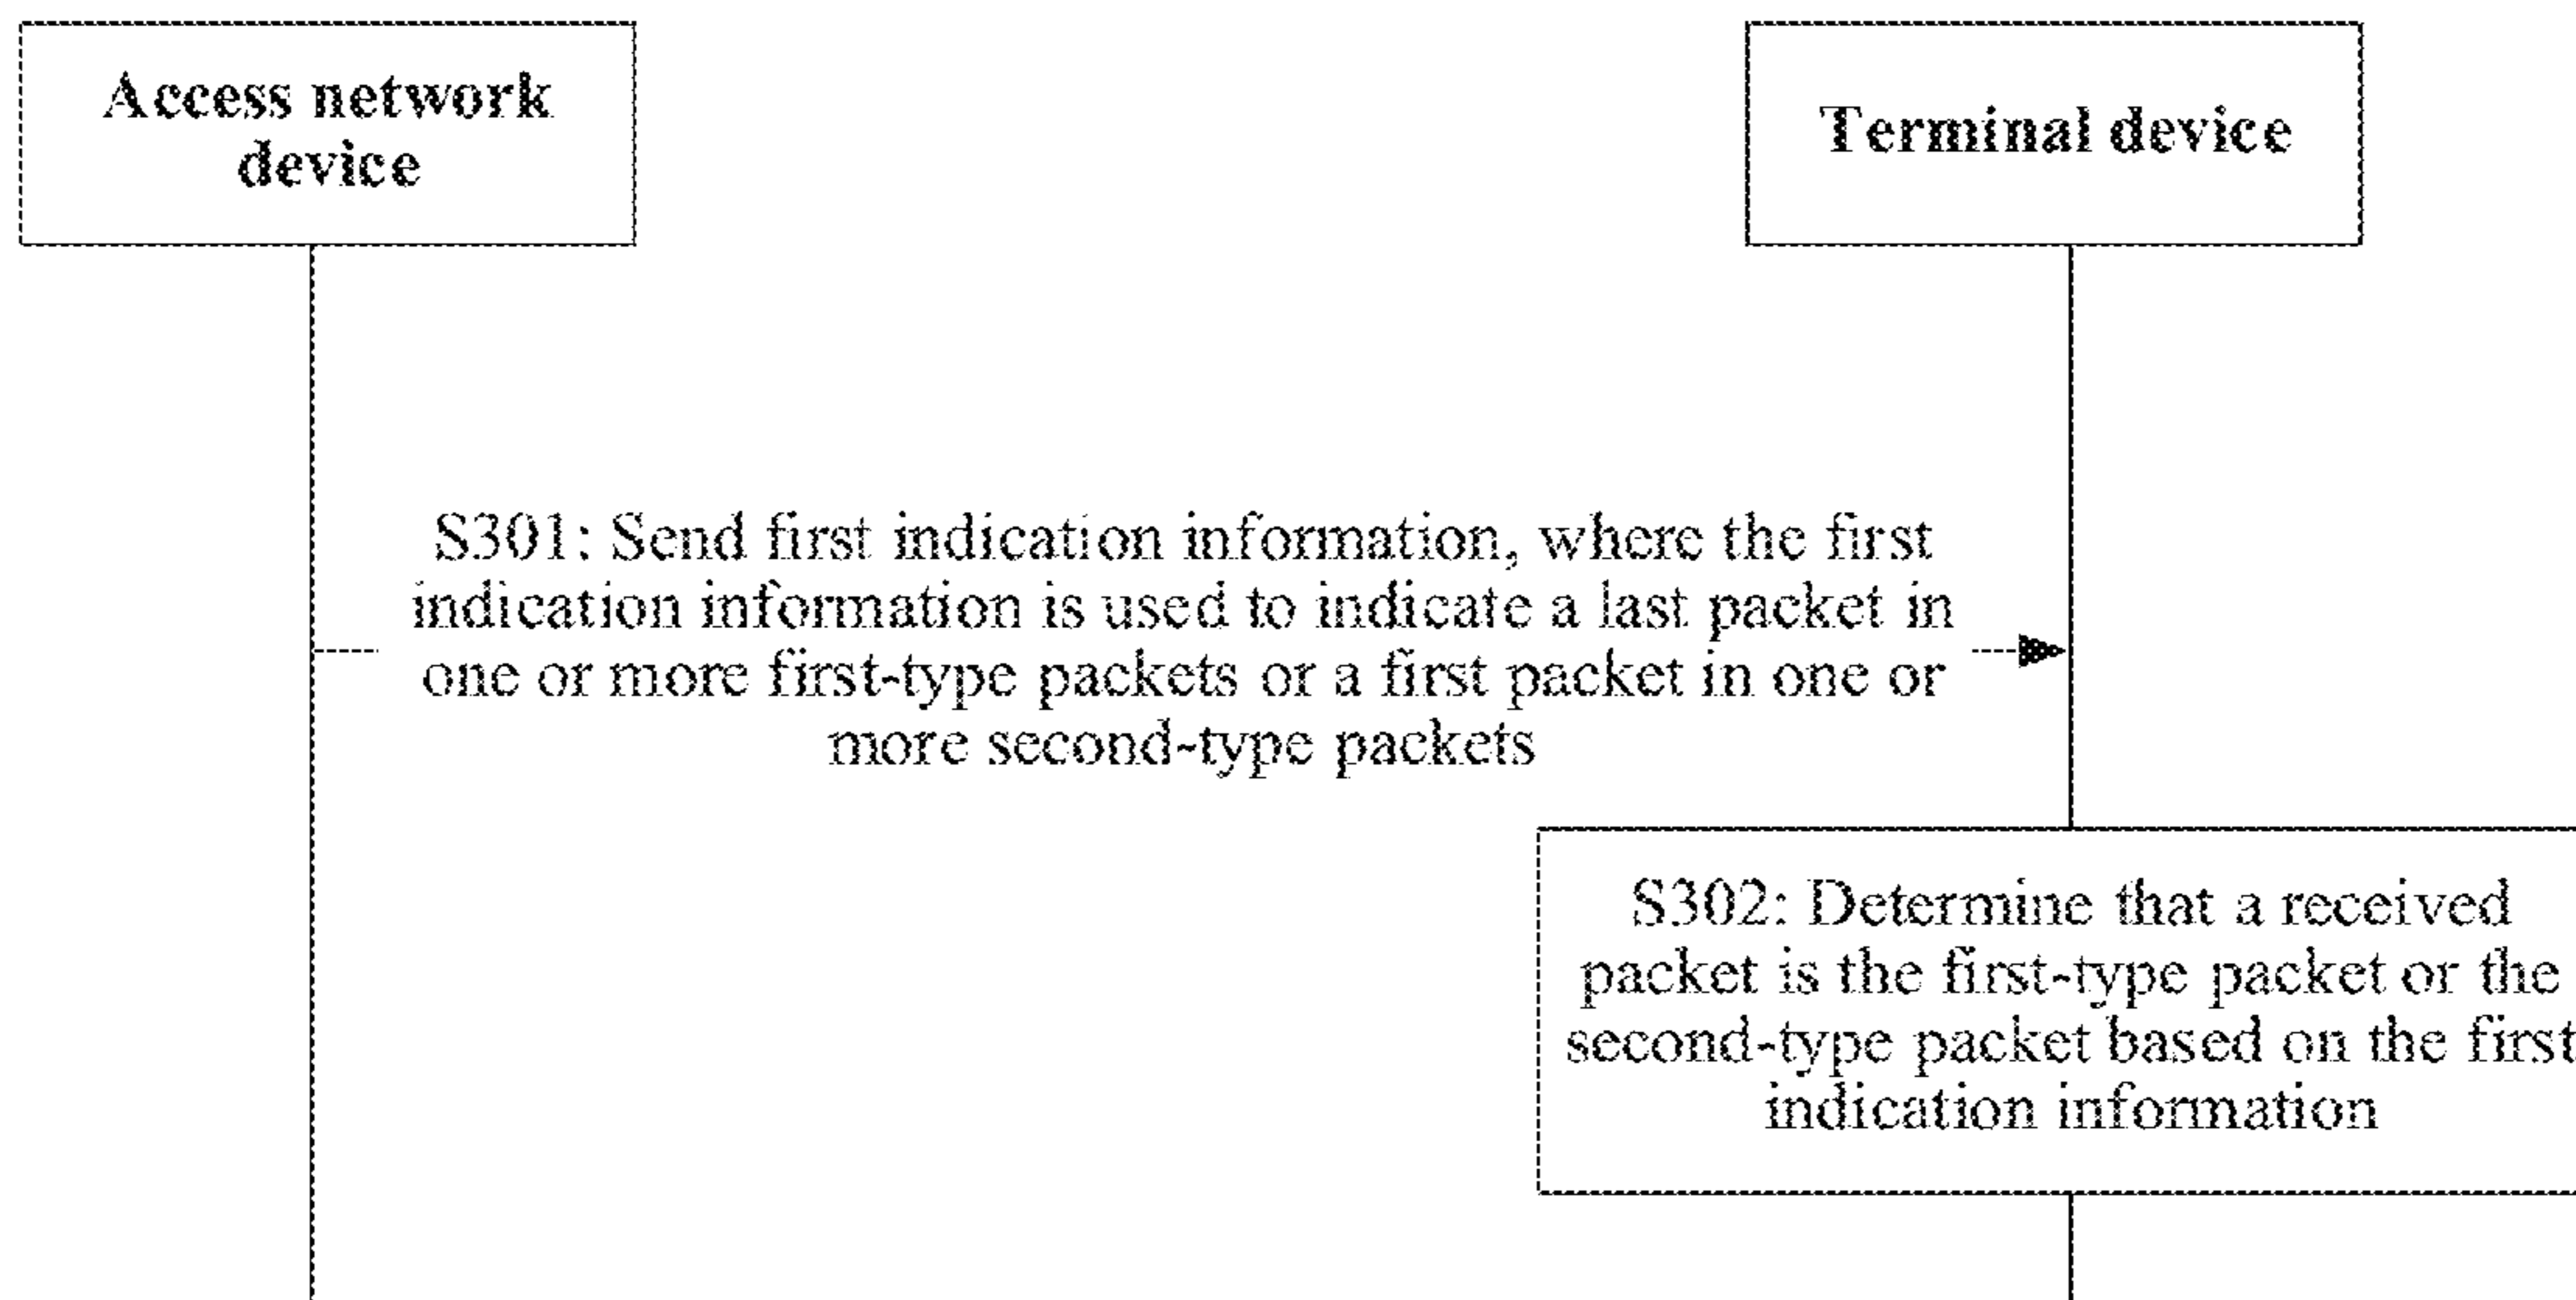 Access network
device
Terminal device
S301: Send first indication information, where the first
indication information is used to indicate a last packet in
one or more first-type packets or a first packet in one or
more second-type packets
S302: Determine that a received
packet is the first-type packet or the
second-type packet based on the first
indication information